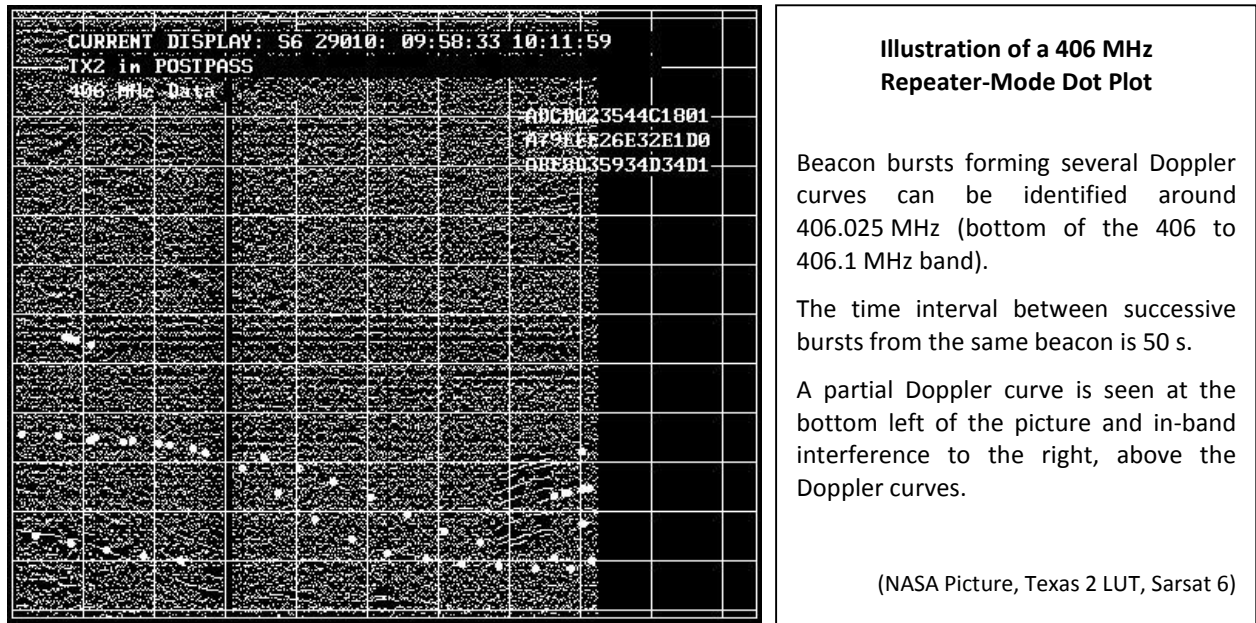 CURRENT DISPLAY: S6 29010: 09:58:33 10:11:59
TX2 in POSTPASS
406 MHz Data
ADCD023544C1801
A79EEE26E32E1D0
Illustration of a 406 MHz
Repeater-Mode Dot Plot
Beacon bursts forming several Doppler
curves can be identified around
406.025 MHz (bottom of the 406 to
406.1 MHz band).
The time interval between successive
bursts from the same beacon is 50 s.
A partial Doppler curve is seen at the
bottom left of the picture and in-band
interference to the right, above the
Doppler curves.
(NASA Picture, Texas 2 LUT, Sarsat 6)